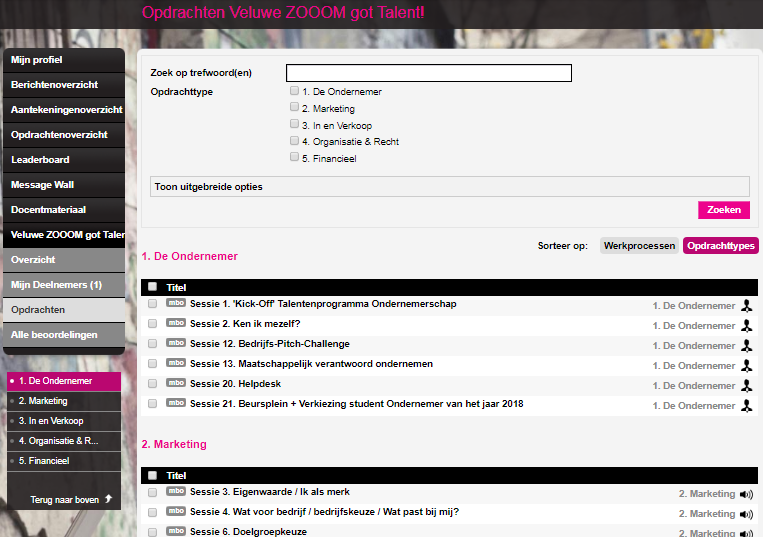 Opdrachten Veluwe ZOOOM got Talent!
Mijn profiel
Berichtenoverzicht
Aantekeningenoverzicht
Opdrachtenoverzicht
Leaderboard
Message Wall
Docentmateriaal
Veluwe ZOOOM got Talen
Overzicht
Mijn Deelnemers (1)
Opdrachten
Alle beoordelingen
1. De Ondernemer
2. Marketing
3. In en Verkoop
4. Organisatie & R...
5. Financieel
Terug naar boven
Zoek op trefwoord(en)
Opdrachttype
1. De Ondernemer
2. Marketing
3. In en Verkoop
4. Organisatie & Recht
5. Financieel
Toon uitgebreide opties
Zoeken
Sorteer op: Werkprocessen Opdrachttypes
1. De Ondernemer
Titel
mbo Sessie 1. 'Kick-Off' Talentenprogramma Ondernemerschap 1. De Ondernemer
mbo Sessie 2. Ken ik mezelf? 1. De Ondernemer
mbo Sessie 12. Bedrijfs-Pitch-Challenge 1. De Ondernemer
mbo Sessie 13. Maatschappelijk verantwoord ondernemen 1. De Ondernemer
mbo Sessie 20. Helpdesk 1. De Ondernemer
mbo Sessie 21. Beursplein + Verkiezing student Ondernemer van het jaar 2018 1. De Ondernemer
2. Marketing
Titel
mbo Sessie 3. Eigenwaarde / Ik als merk 2. Marketing
mbo Sessie 4. Wat voor bedrijf / bedrijfskeuze / Wat past bij mij? 2. Marketing
mbo Sessie 6. Doelgroepkeuze 2. Marketing